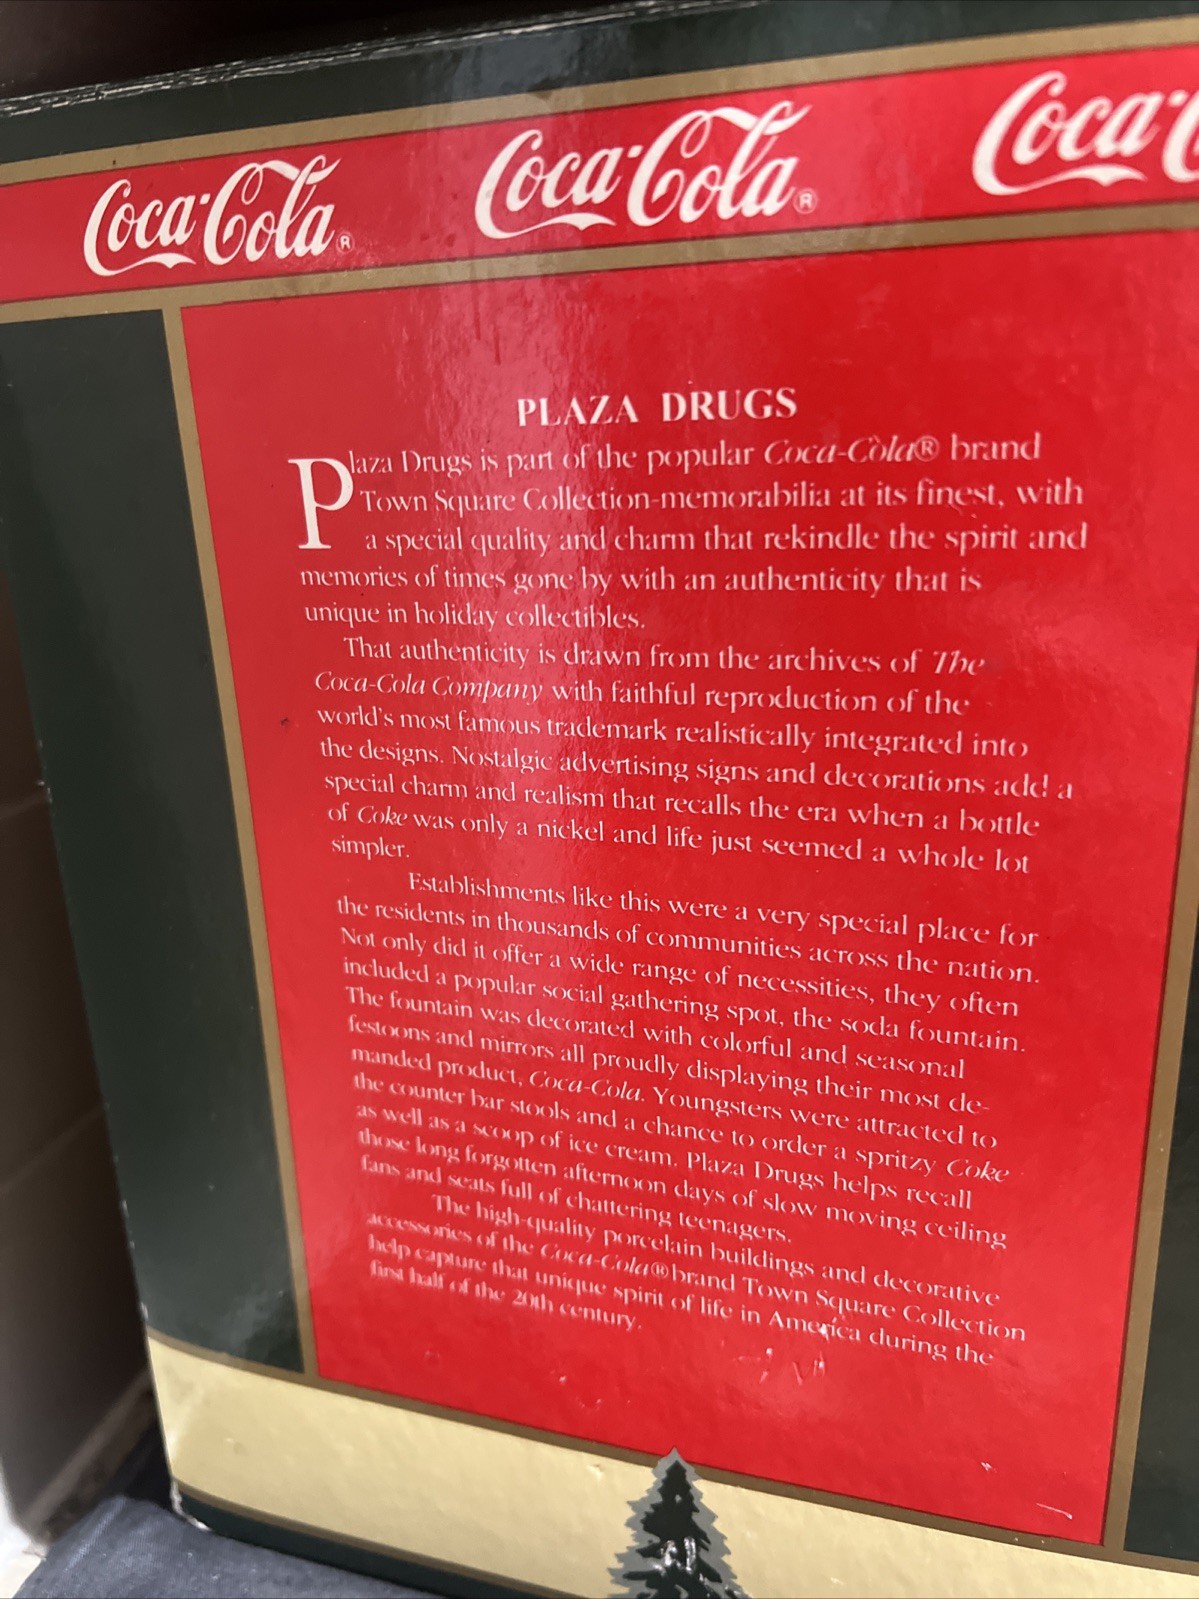 Coca-Cola® Coca-Cola® Coca-C
PLAZA DRUGS
Plaza Drugs is part of the popular Coca-Cola® brand
Town Square Collection-memorabilia at its finest, with
a special quality and charm that rekindle the spirit and
memories of times gone by with an authenticity that is
unique in holiday collectibles.
That authenticity is drawn from the archives of The
Coca-Cola Company with faithful reproduction of the
world's most famous trademark realistically integrated into
the designs. Nostalgic advertising signs and decorations add a
special charm and realism that recalls the era when a bottle
of Coke was only a nickel and life just seemed a whole lot
simpler.
Establishments like this were a very special place for
the residents in thousands of communities across the nation.
Not only did it offer a wide range of necessities, they often
included a popular social gathering spot, the soda fountain.
The fountain was decorated with colorful and seasonal
festoons and mirrors all proudly displaying their most de-
manded product, Coca-Cola. Youngsters were attracted to
the counter bar stools and a chance to order a spritzy Coke
as well as a scoop of ice cream. Plaza Drugs helps recall
those long forgotten afternoon days of slow moving ceiling
fans and seats full of chattering teenagers.
The high-quality porcelain buildings and decorative
accessories of the Coca-Cola® brand Town Square Collection
help capture that unique spirit of life in America during the
first half of the 20th century.